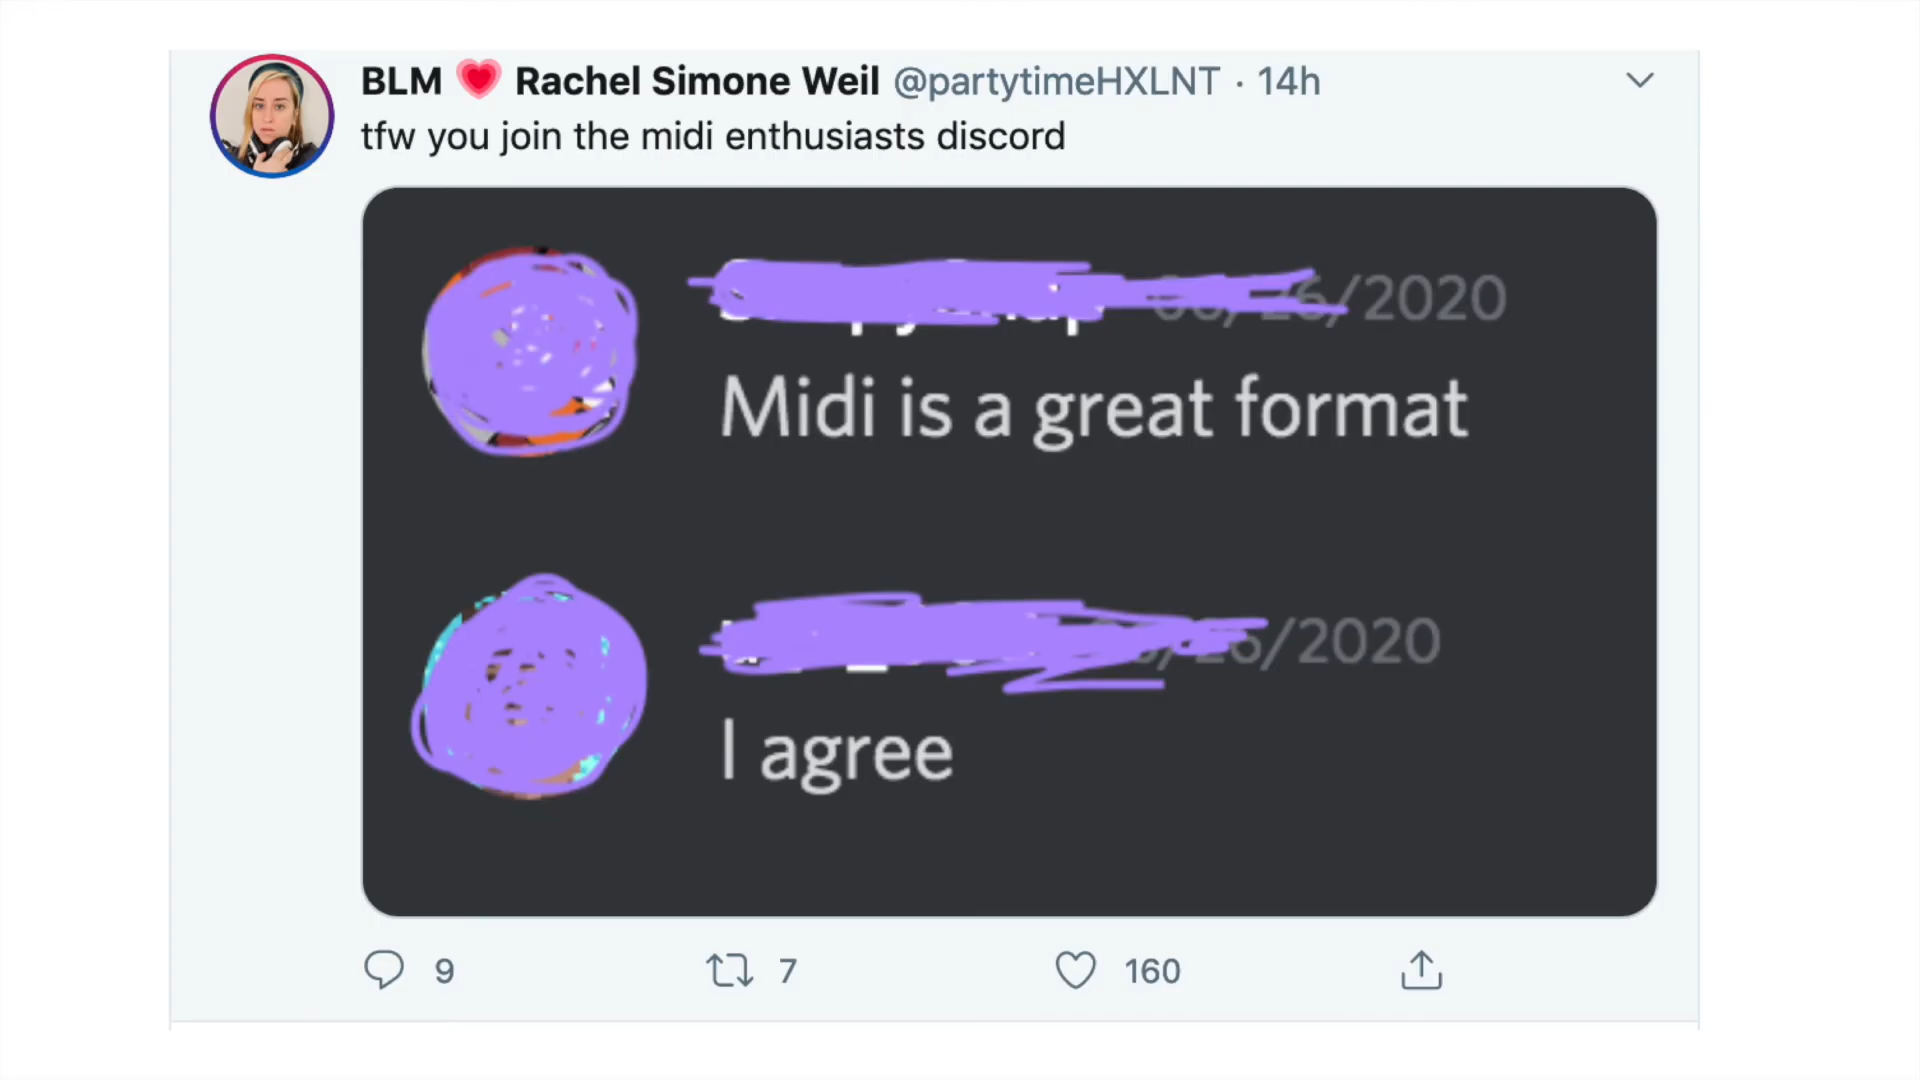 BLM 💗 Rachel Simone Weil @partytimeHXLNT · 14h
tfw you join the midi enthusiasts discord
/2020
Midi is a great format
/2020
I agree
9 7 160